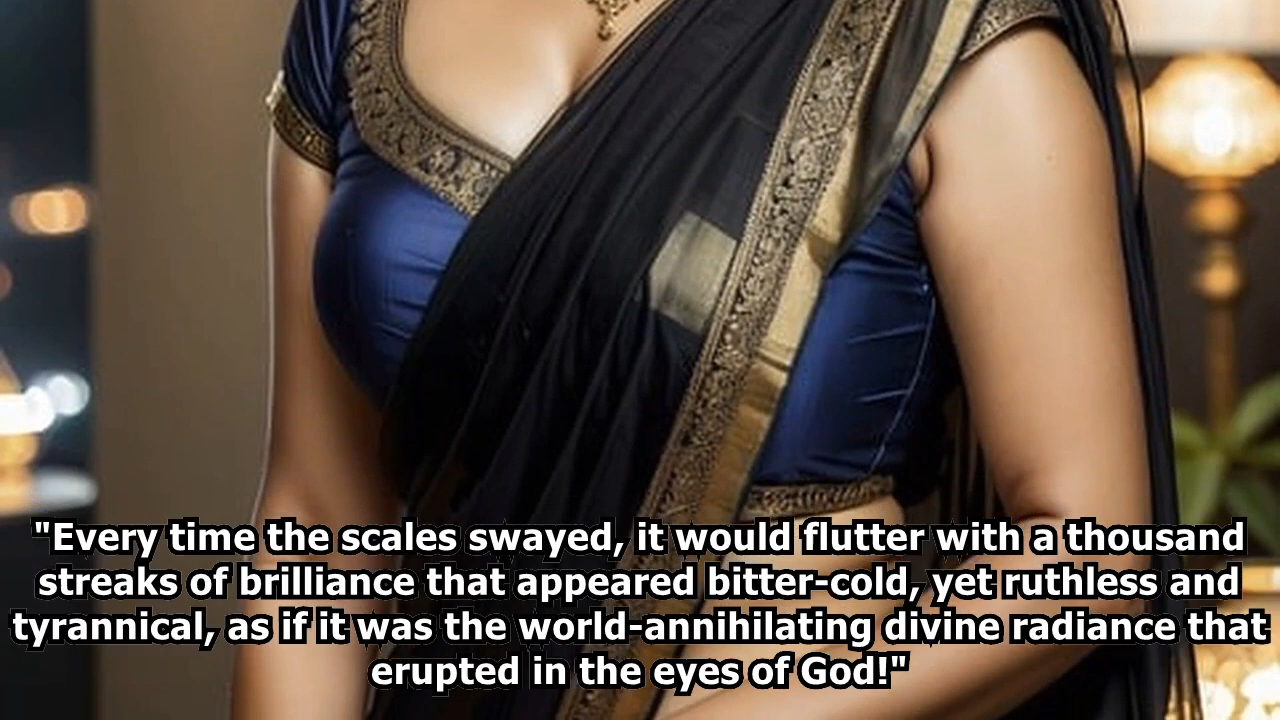 "Every time the scales swayed, it would flutter with a thousand
streaks of brilliance that appeared bitter-cold, yet ruthless and
tyrannical, as if it was the world-annihilating divine radiance that
erupted in the eyes of God!"